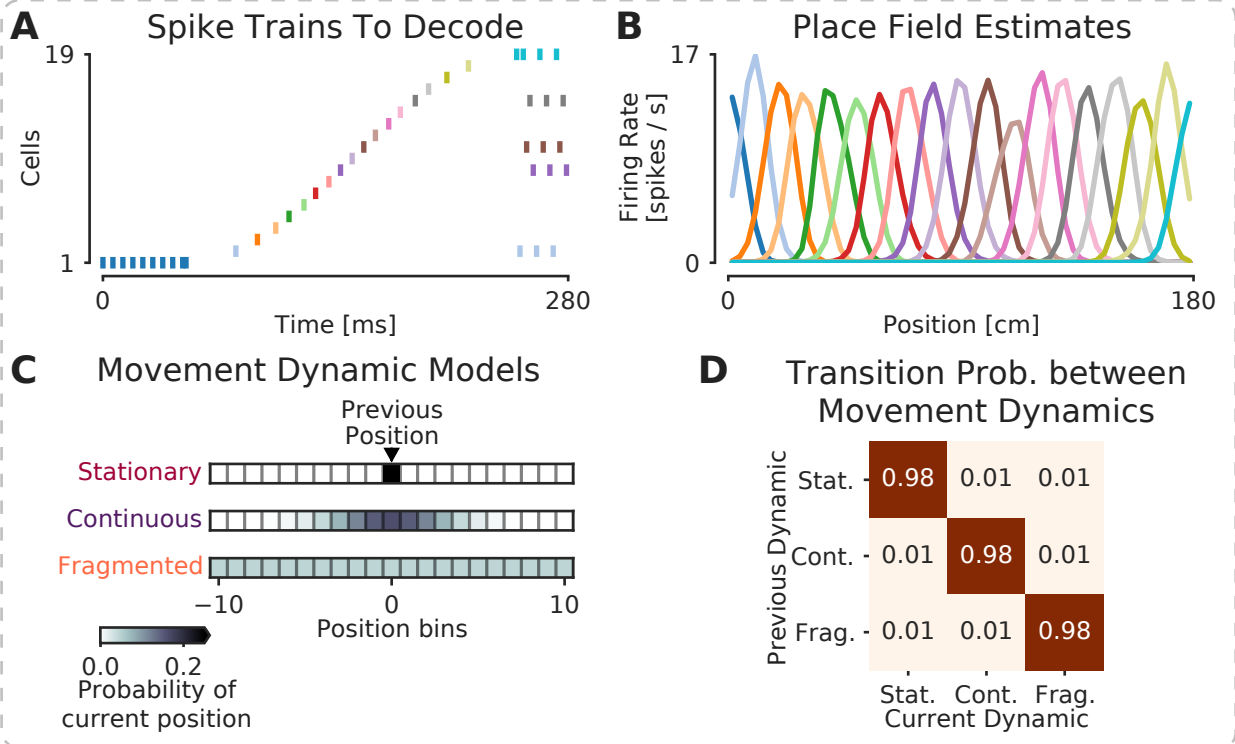 A
Spike Trains To Decode
19
Cells
1
0
280
Time [ms]
B
Place Field Estimates
17
Firing Rate
[spikes / s]
0
0
180
Position [cm]
C
Movement Dynamic Models
Previous
Position
Stationary
Continuous
Fragmented
−10
0
10
Position bins
0.0
0.2
Probability of
current position
D
Transition Prob. between
Movement Dynamics
Previous Dynamic
Stat.
0.98 0.01 0.01
Cont.
0.01 0.98 0.01
Frag.
0.01 0.01 0.98
Stat. Cont. Frag.
Current Dynamic